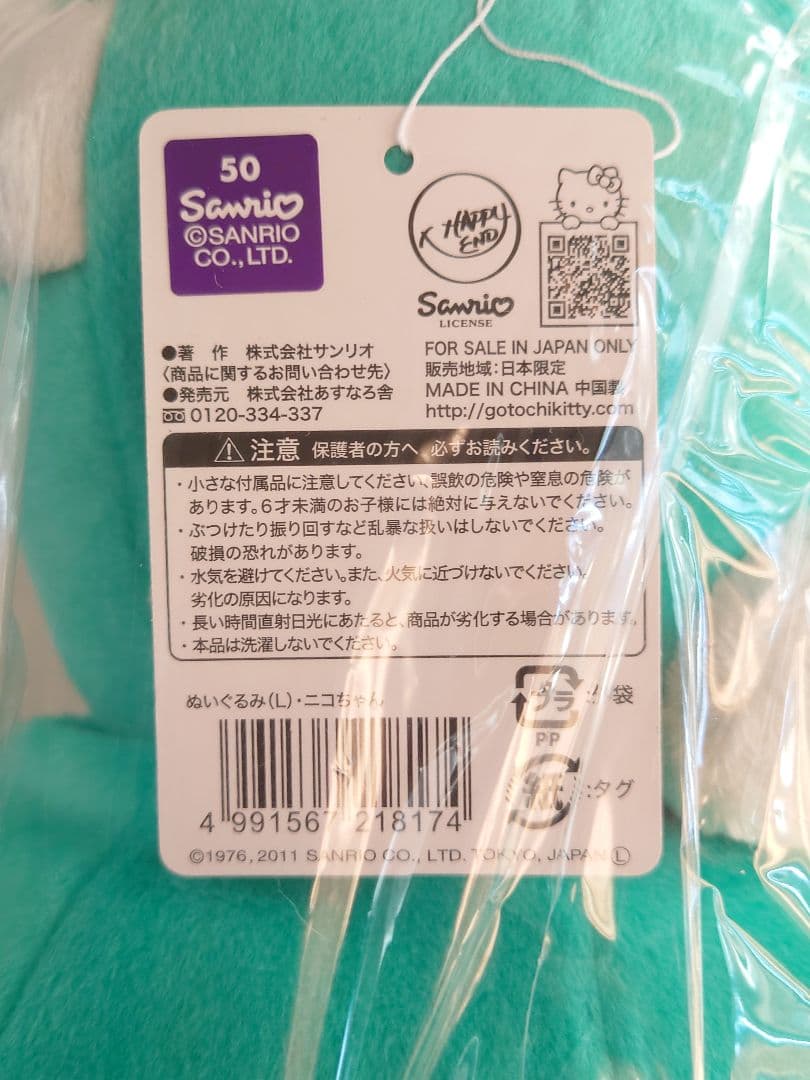 50
Sanrio
©SANRIO
CO.,LTD.
HAPPY
END
Sanrio
LICENSE
●著 作 株式会社サンリオ
〈商品に関するお問い合わせ先〉
●発売元 株式会社あすなろ舎
0120-334-337
FOR SALE IN JAPAN ONLY
販売地域:日本限定
MADE IN CHINA 中国製
http://gotochikitty.com
注意 保護者の方へ 必ずお読みください。
・小さな付属品に注意してください、誤飲の危険や窒息の危険が
あります。6才未満のお子様には絶対に与えないでください。
・ぶつけたり振り回すなど乱暴な扱いはしないでください。
破損の恐れがあります。
・水気を避けてください。また、火気に近づけないでください。
劣化の原因になります。
・長い時間直射日光にあたると、商品が劣化する場合があります。
・本品は洗濯しないでください。
ぬいぐるみ(L)・ニコちゃん
プラ
PP
袋
紙
:タグ
4 991567 218174
©1976, 2011 SANRIO CO., LTD. TOKYO, JAPAN Ⓛ